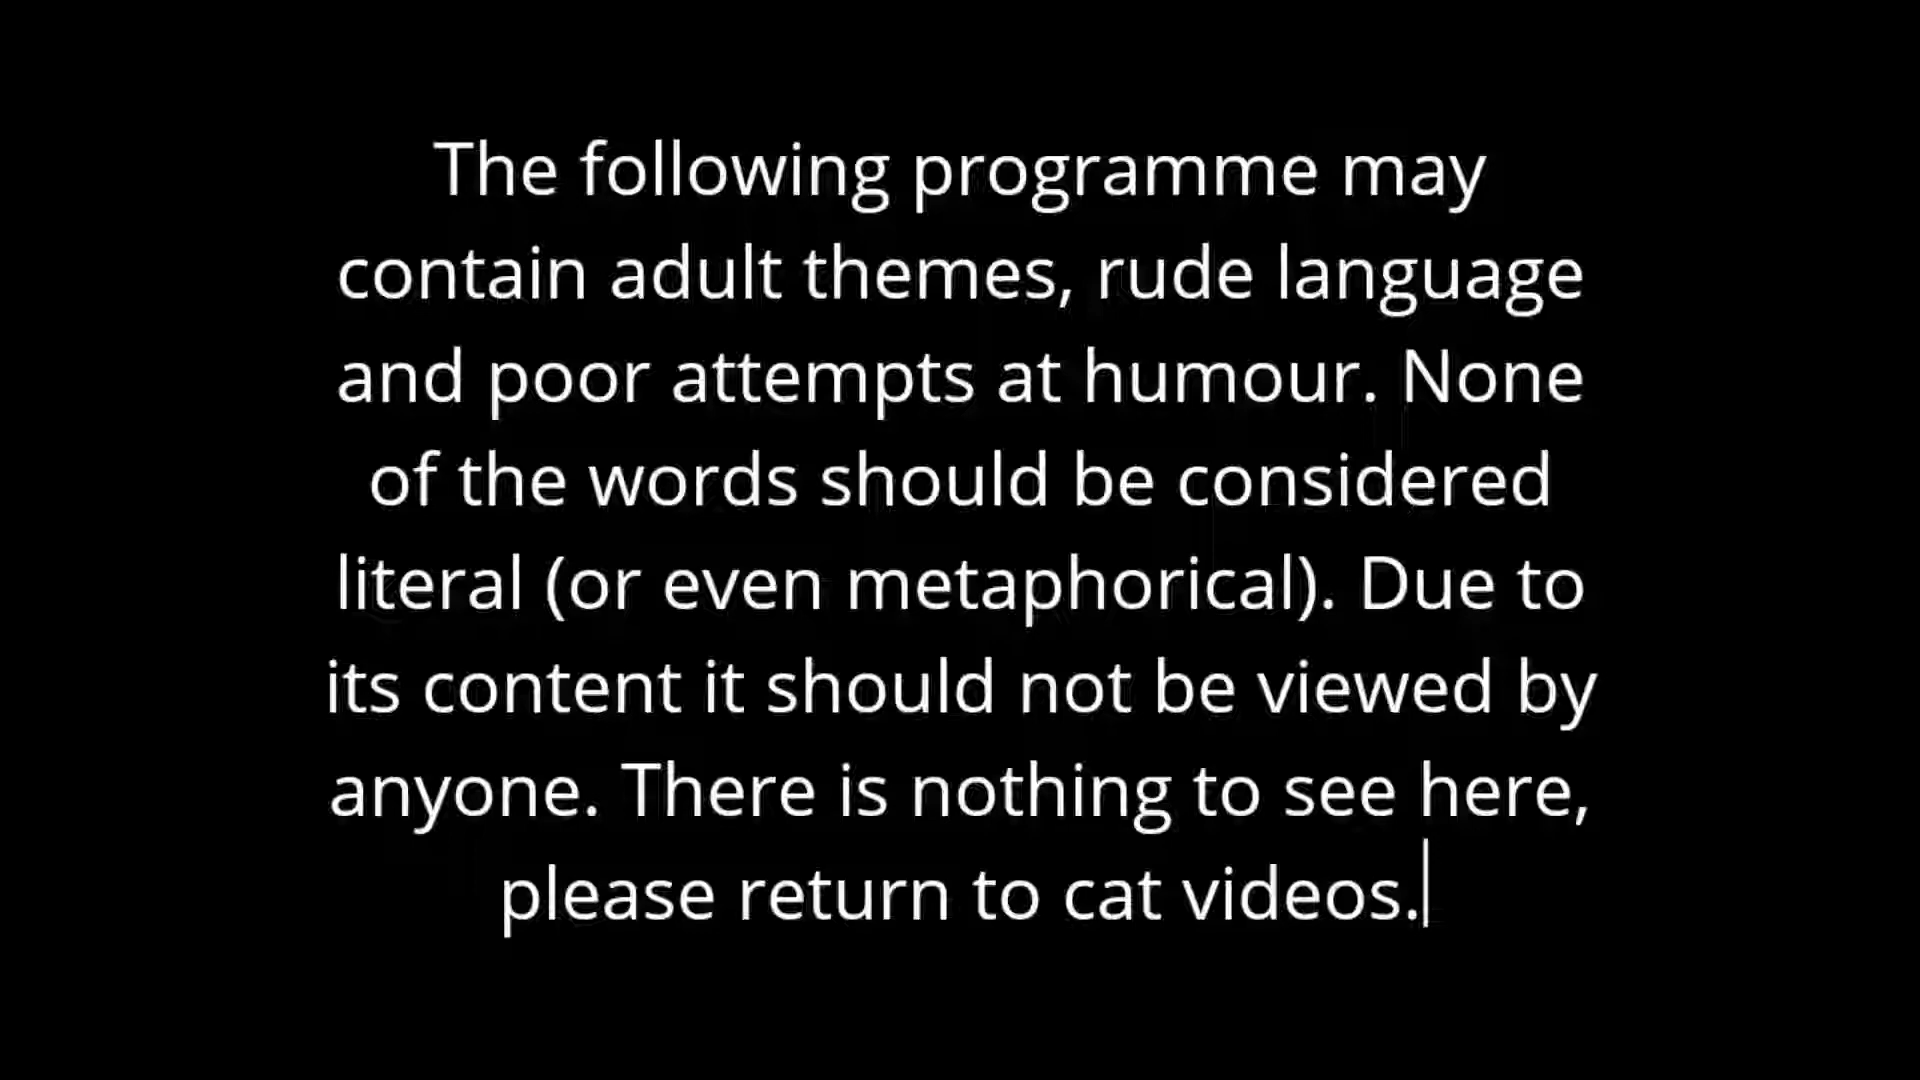 The following programme may
contain adult themes, rude language
and poor attempts at humour. None
of the words should be considered
literal (or even metaphorical). Due to
its content it should not be viewed by
anyone. There is nothing to see here,
please return to cat videos.